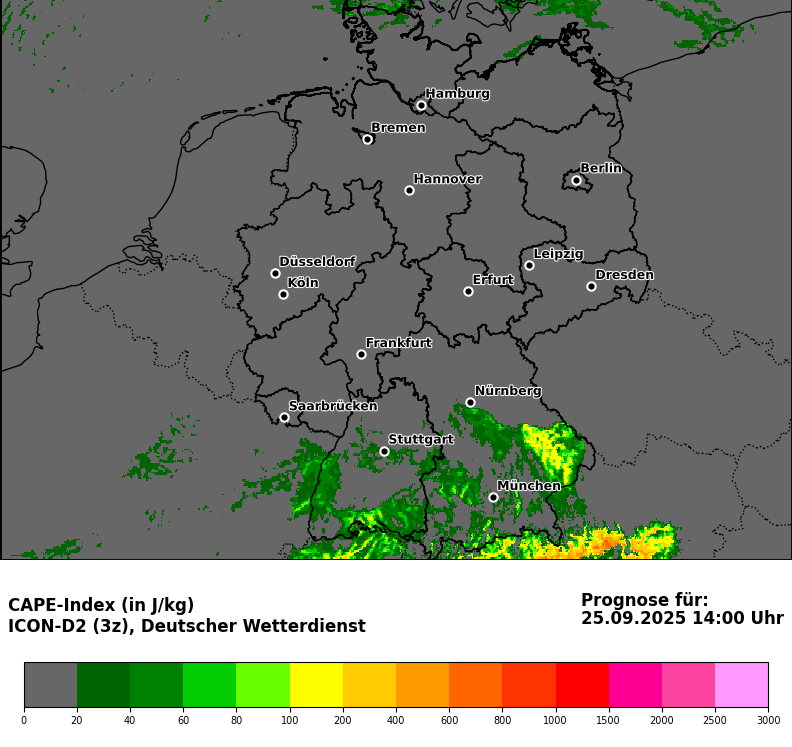 Hamburg
Bremen
Berlin
Hannover
Leipzig
Düsseldorf
Dresden
Köln
Erfurt
Frankfurt
Nürnberg
Saarbrücken
Stuttgart
München
CAPE-Index (in J/kg)
ICON-D2 (3z), Deutscher Wetterdienst
Prognose für:
25.09.2025 14:00 Uhr
0 20 40 60 80 100 200 400 600 800 1000 1500 2000 2500 3000